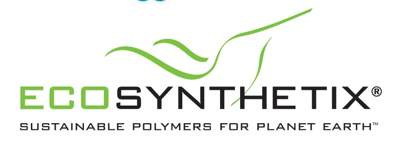 ECOSYNTHETIX®
SUSTAINABLE POLYMERS FOR PLANET EARTH™